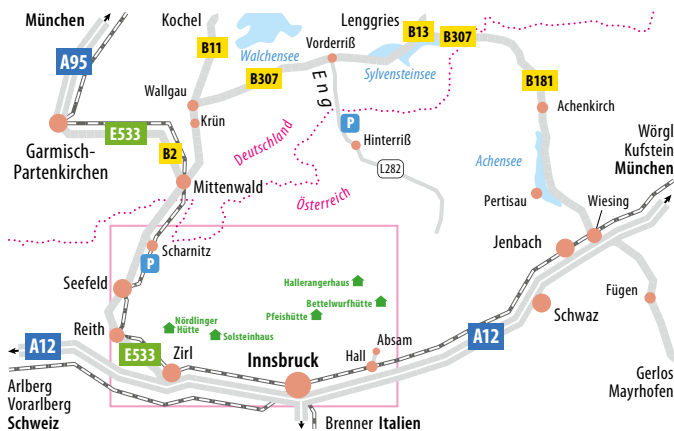 München
Kochel
Lenggries
A95
B11
Walchensee
Vorderriß
B13
B307
Sylvensteinsee
B307
B181
Wallgau
Eng
Krün
P
Achenkirch
E533
Garmisch-
Partenkirchen
B2
Deutschland
Hinterriß
Wörgl
Kufstein
München
L282
Achensee
Mittenwald
Österreich
Pertisau
Wiesing
Scharnitz
P
Jenbach
Seefeld
Hallerangerhaus
Bettelwurfhütte
Fügen
Pfeishütte
Schwaz
Nördlinger
Hütte
Solsteinhaus
Reith
Absam
A12
A12
E533
Zirl
Innsbruck
Hall
Gerlos
Mayrhofen
Arlberg
Vorarlberg
Schweiz
Brenner Italien